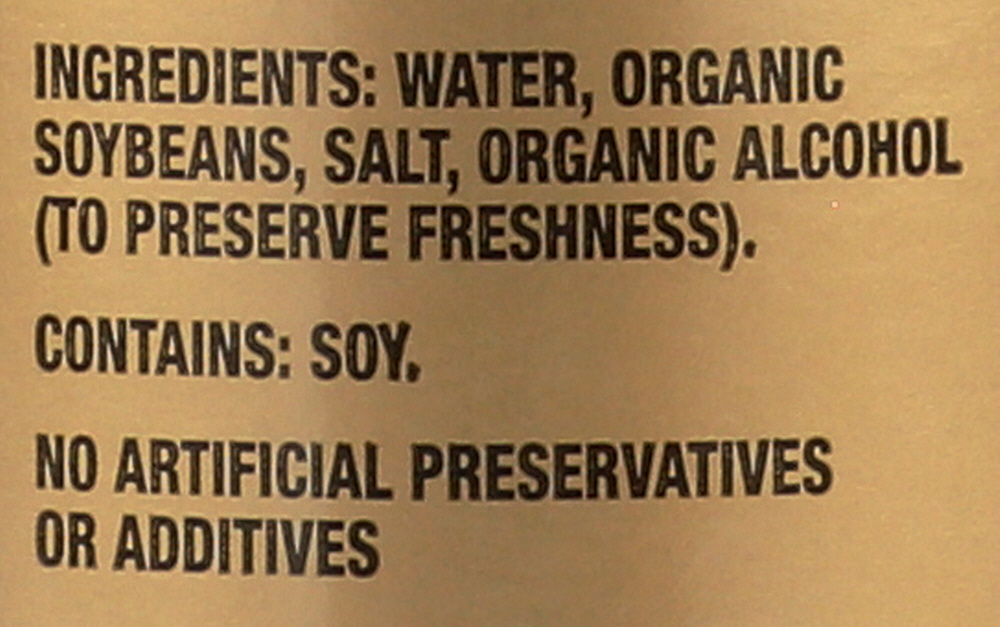 INGREDIENTS: WATER, ORGANIC
SOYBEANS, SALT, ORGANIC ALCOHOL
(TO PRESERVE FRESHNESS).
CONTAINS: SOY.
NO ARTIFICIAL PRESERVATIVES
OR ADDITIVES